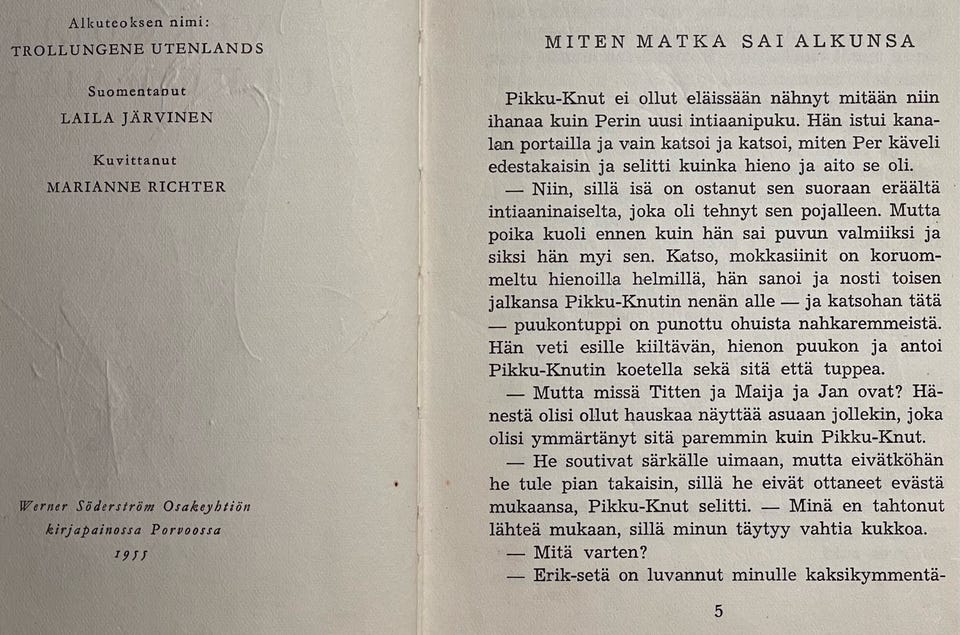 Alkuteoksen nimi:
TROLLUNGENE UTENLANDS
Suomentanut
LAILA JÄRVINEN
Kuvittanut
MARIANNE RICHTER
Werner Söderström Osakeyhtiön
kirjapainossa Porvoossa
1955
MITEN MATKA SAI ALKUNSA
Pikku-Knut ei ollut eläissään nähnyt mitään niin
ihanaa kuin Perin uusi intiaanipuku. Hän istui kana-
lan portailla ja vain katsoi ja katsoi, miten Per käveli
edestakaisin ja selitti kuinka hieno ja aito se oli.
— Niin, sillä isä on ostanut sen suoraan eräältä
intiaaninaiselta, joka oli tehnyt sen pojalleen. Mutta
poika kuoli ennen kuin hän sai puvun valmiiksi ja
siksi hän myi sen. Katso, mokkasiinit on koruom-
meltu hienoilla helmillä, hän sanoi ja nosti toisen
jalkansa Pikku-Knutin nenän alle — ja katsohan tätä
— puukontuppi on punottu ohuista nahkaremmeistä.
Hän veti esille kiiltävän, hienon puukon ja antoi
Pikku-Knutin koetella sekä sitä että tuppea.
— Mutta missä Titten ja Maija ja Jan ovat? Hä-
nestä olisi ollut hauskaa näyttää asuaan jollekin, joka
olisi ymmärtänyt sitä paremmin kuin Pikku-Knut.
— He soutivat särkälle uimaan, mutta eivätköhän
he tule pian takaisin, sillä he eivät ottaneet evästä
mukaansa, Pikku-Knut selitti. — Minä en tahtonut
lähteä mukaan, sillä minun täytyy vahtia kukkoa.
— Mitä varten?
— Erik-setä on luvannut minulle kaksikymmentä-
5